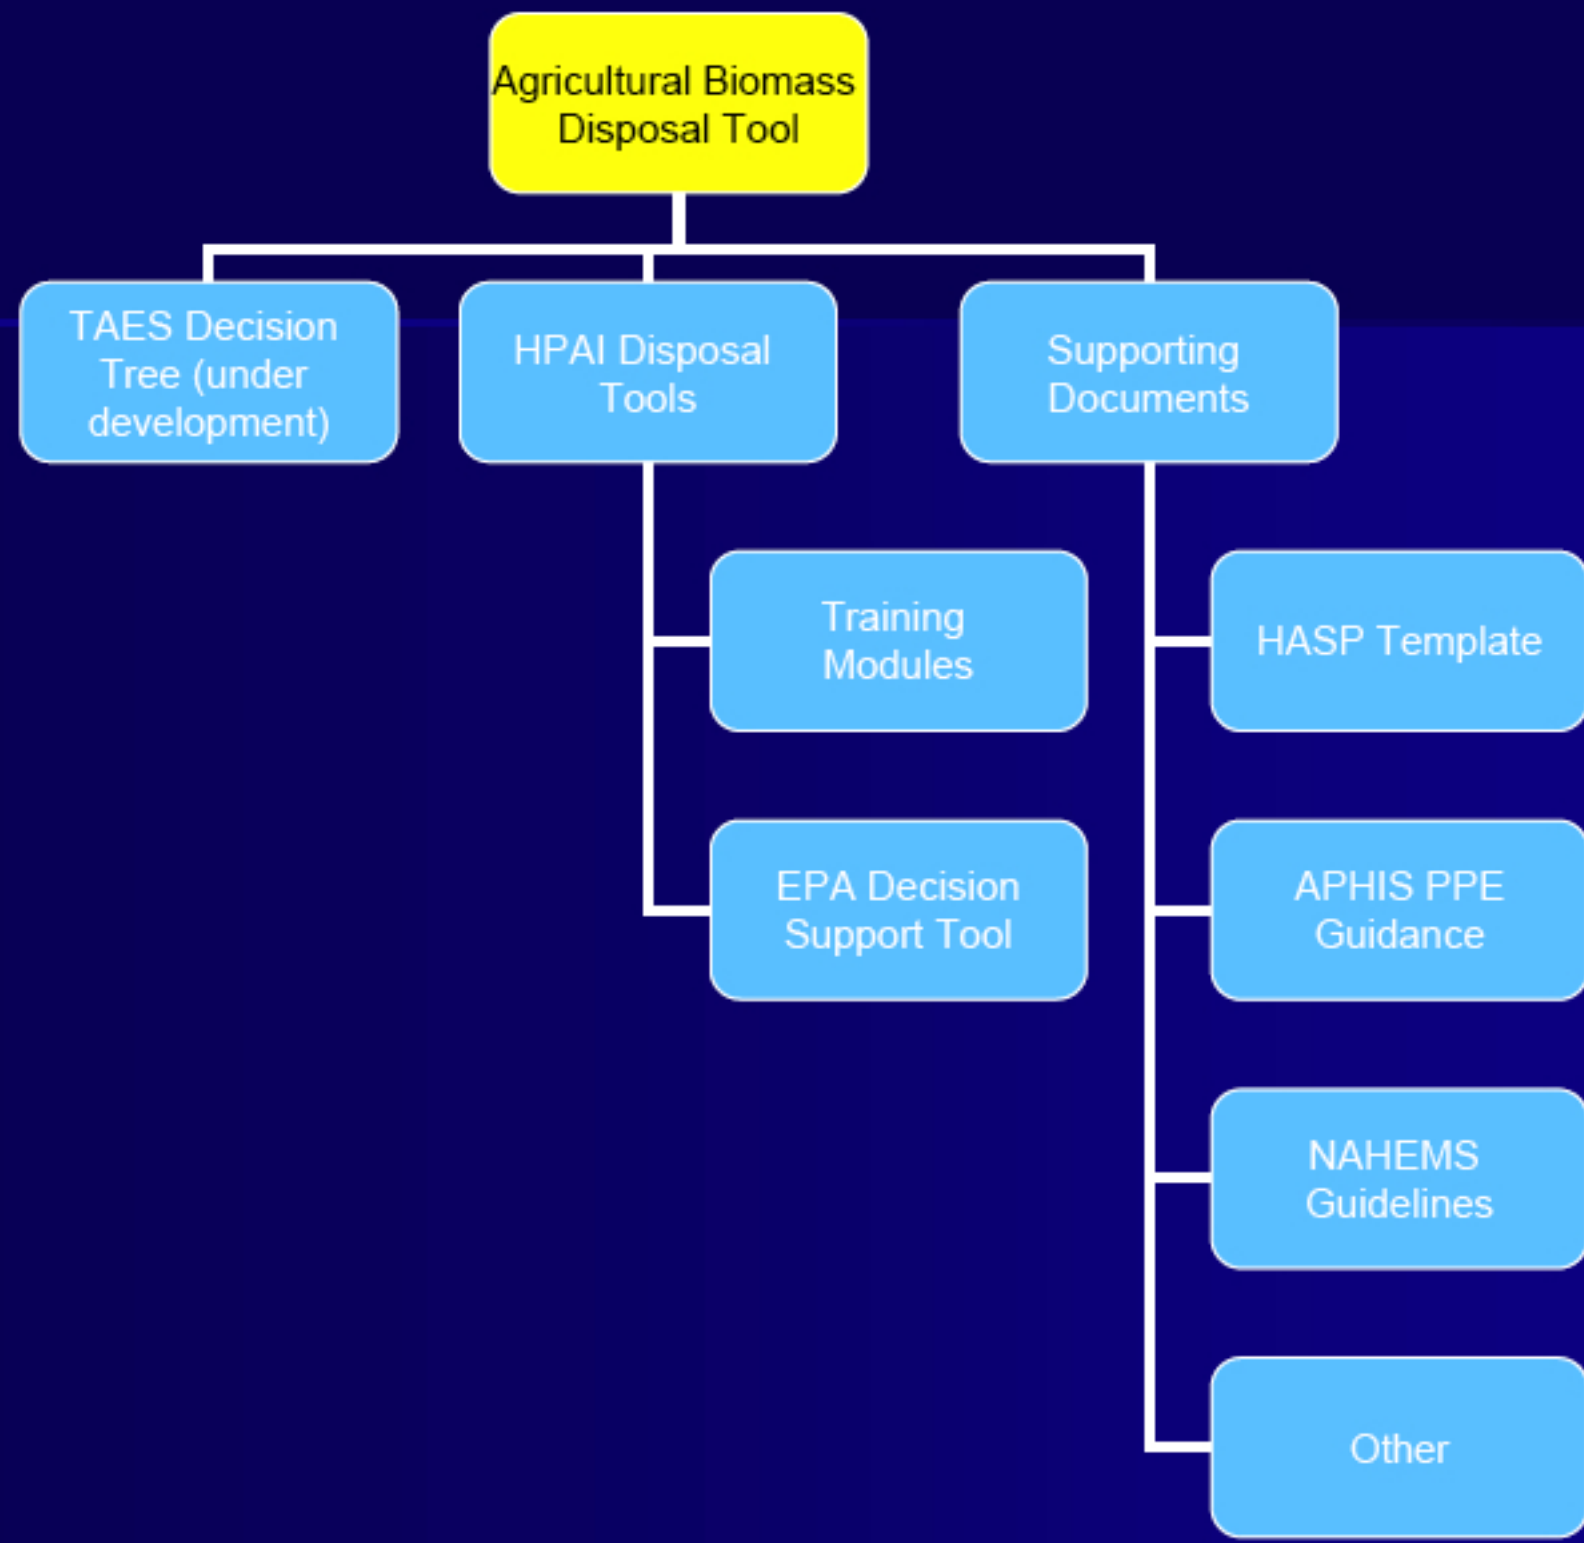 Agricultural Biomass
Disposal Tool
TAES Decision
Tree (under
development)
HPAI Disposal
Tools
Supporting
Documents
Training
Modules
HASP Template
EPA Decision
Support Tool
APHIS PPE
Guidance
NAHEMS
Guidelines
Other